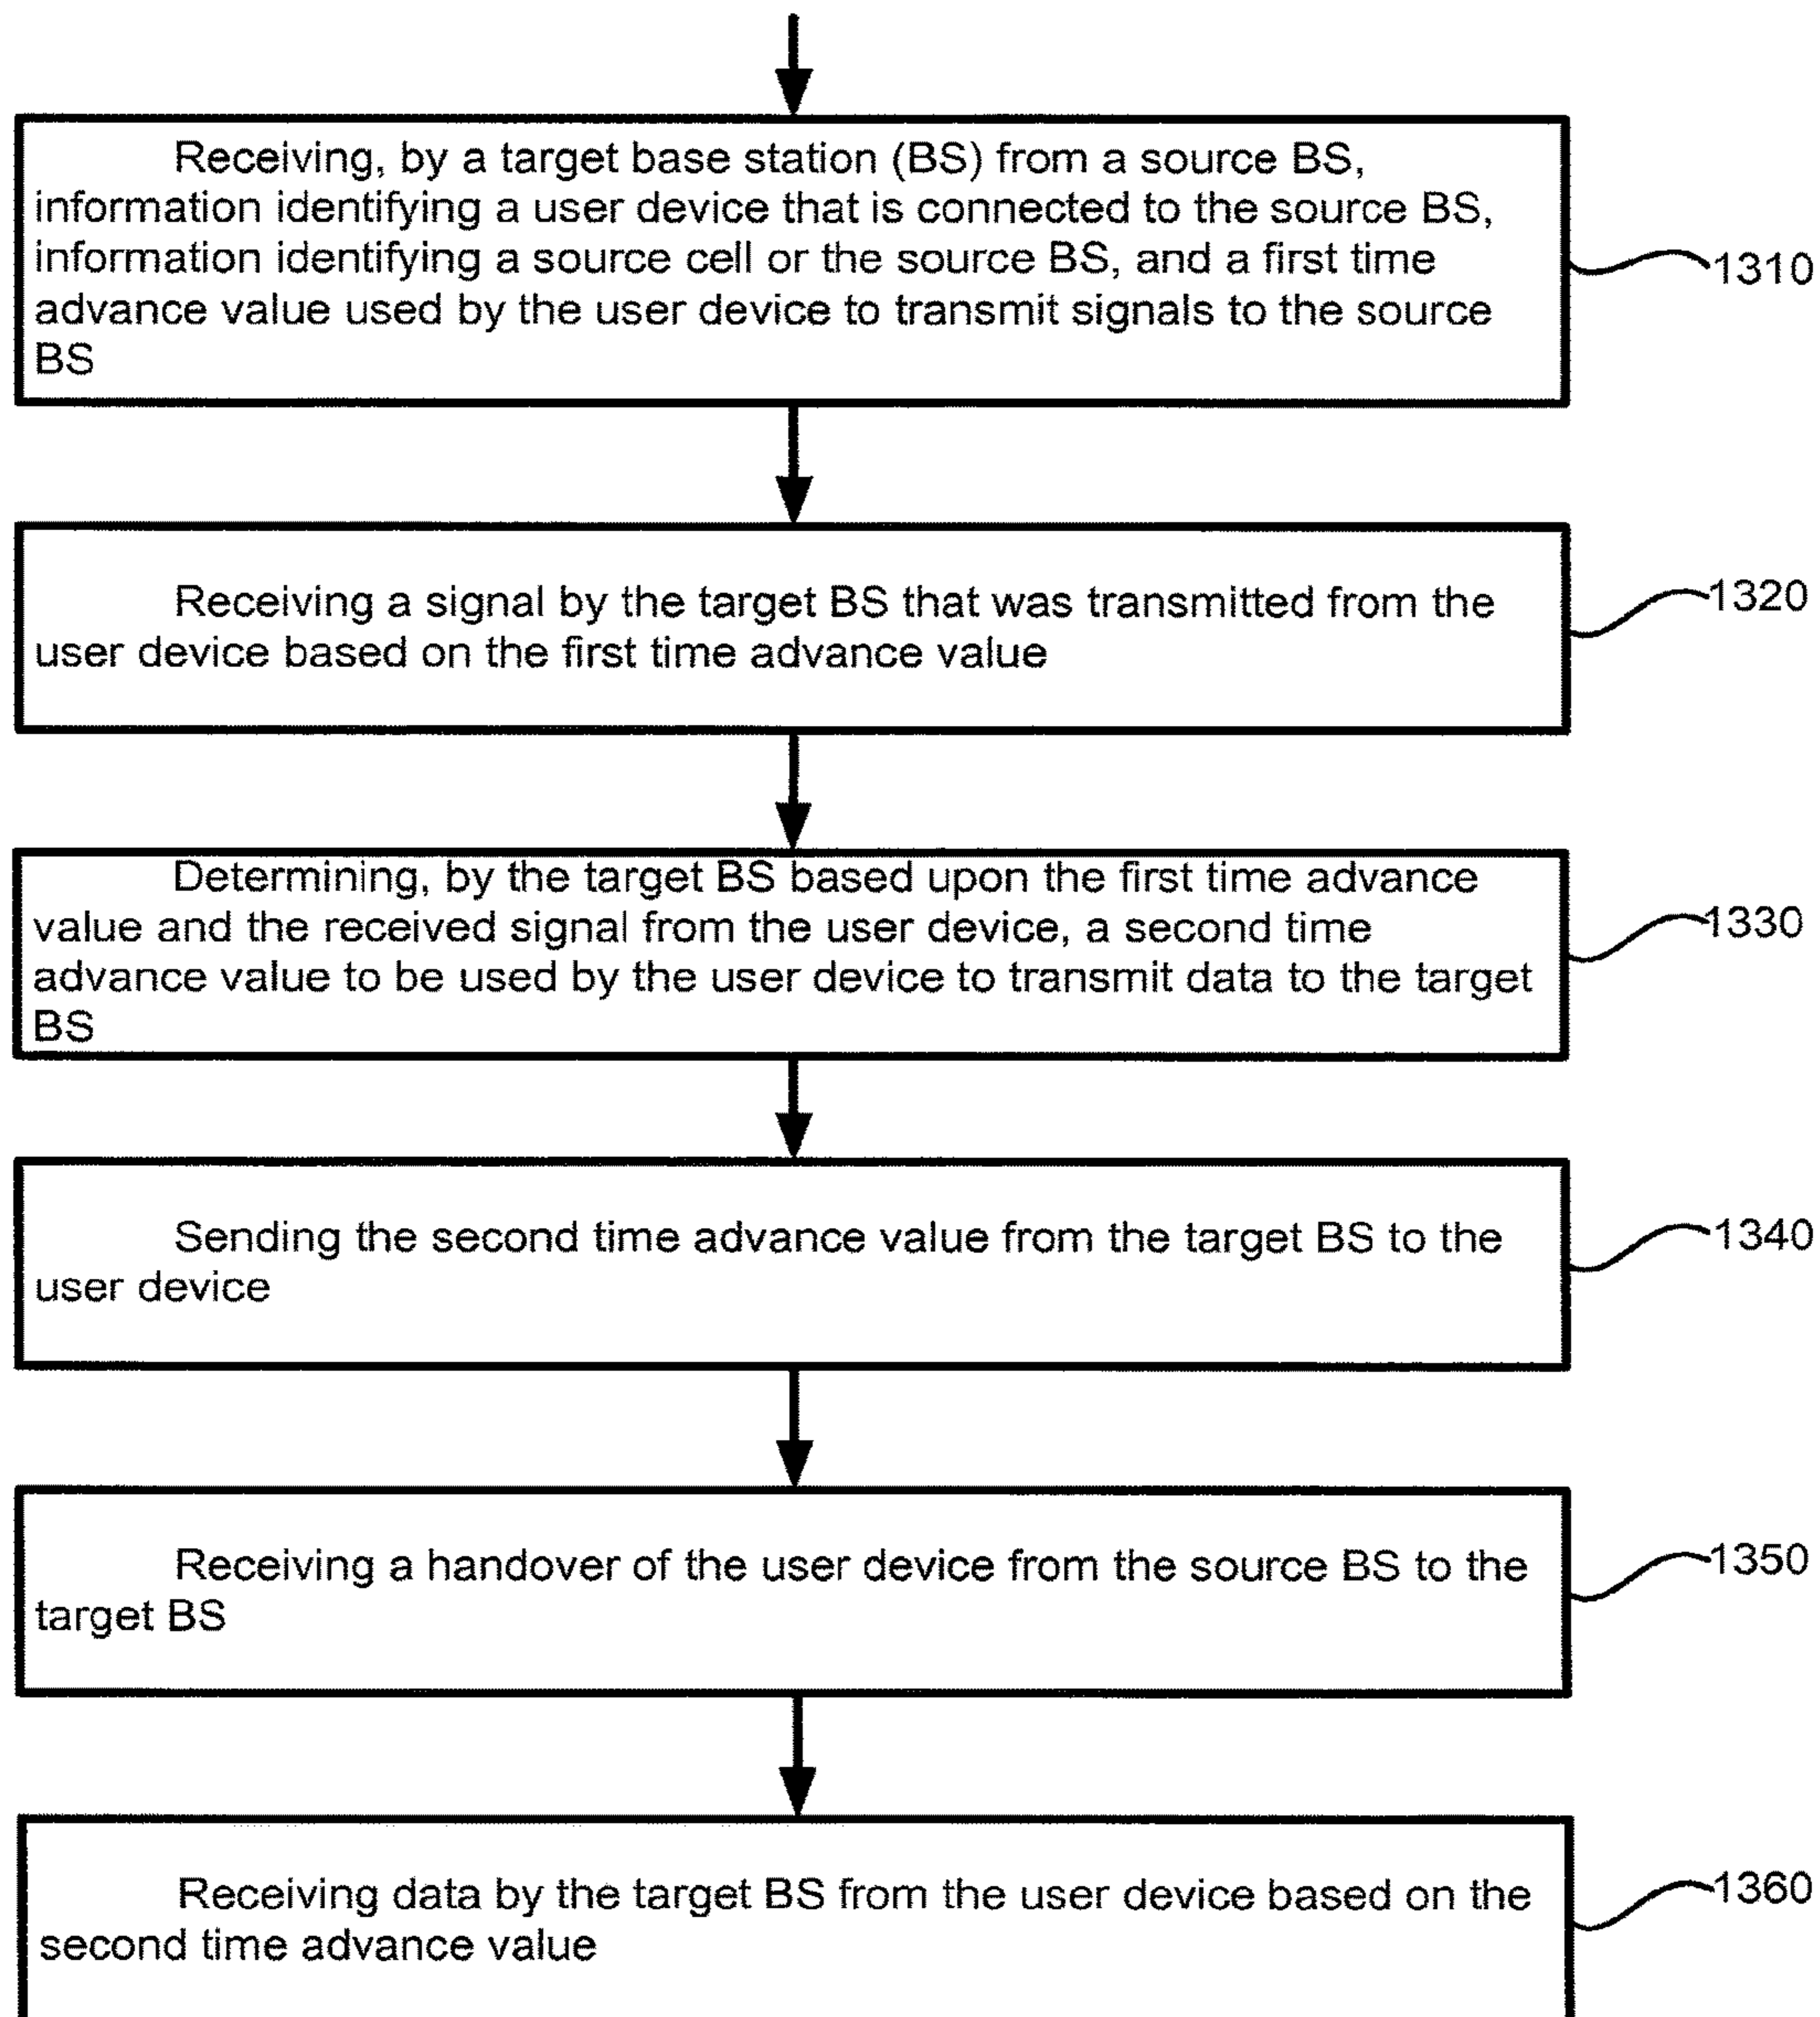 Receiving, by a target base station (BS) from a source BS,
information identifying a user device that is connected to the source BS,
information identifying a source cell or the source BS, and a first time
advance value used by the user device to transmit signals to the source
BS
1310
Receiving a signal by the target BS that was transmitted from the
user device based on the first time advance value
1320
Determining, by the target BS based upon the first time advance
value and the received signal from the user device, a second time
advance value to be used by the user device to transmit data to the target
BS
1330
Sending the second time advance value from the target BS to the
user device
1340
Receiving a handover of the user device from the source BS to the
target BS
1350
Receiving data by the target BS from the user device based on the
second time advance value
1360